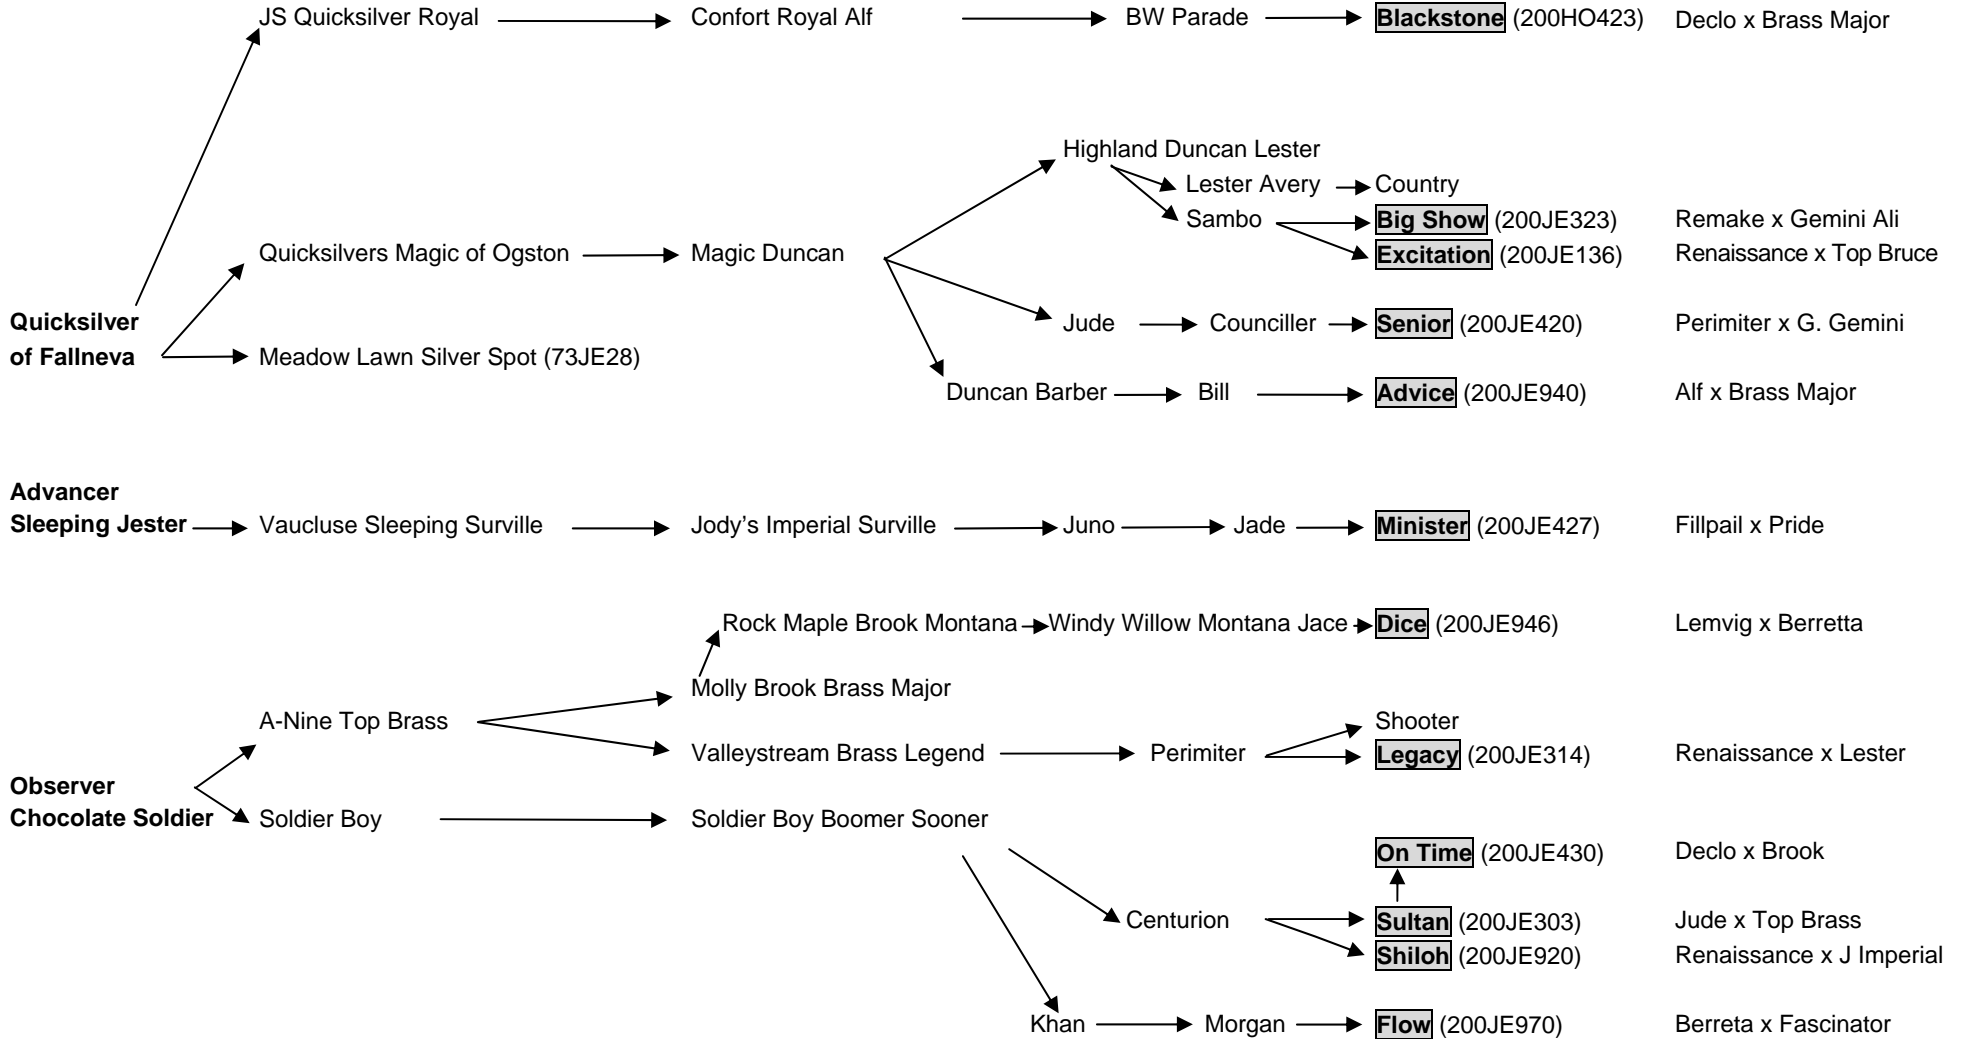 JS Quicksilver Royal Confort Royal Alf BW Parade Blackstone (200HO423) Declo x Brass Major
Highland Duncan Lester
Lester Avery Country
Sambo Big Show (200JE323) Remake x Gemini Ali
Quicksilvers Magic of Ogston Magic Duncan Excitation (200JE136) Renaissance x Top Bruce
Quicksilver
of Fallneva
Jude Counciller Senior (200JE420) Perimiter x G. Gemini
Meadow Lawn Silver Spot (73JE28)
Duncan Barber Bill Advice (200JE940) Alf x Brass Major
Advancer
Sleeping Jester Vaucluse Sleeping Surville Jody's Imperial Surville Juno Jade Minister (200JE427) Fillpail x Pride
Rock Maple Brook Montana Windy Willow Montana Jace Dice (200JE946) Lemvig x Berretta
Molly Brook Brass Major
A-Nine Top Brass Shooter
Valleystream Brass Legend Perimiter Legacy (200JE314) Renaissance x Lester
Observer
Chocolate Soldier Soldier Boy Soldier Boy Boomer Sooner
On Time (200JE430) Declo x Brook
Centurion Sultan (200JE303) Jude x Top Brass
Shiloh (200JE920) Renaissance x J Imperial
Khan Morgan Flow (200JE970) Berreta x Fascinator